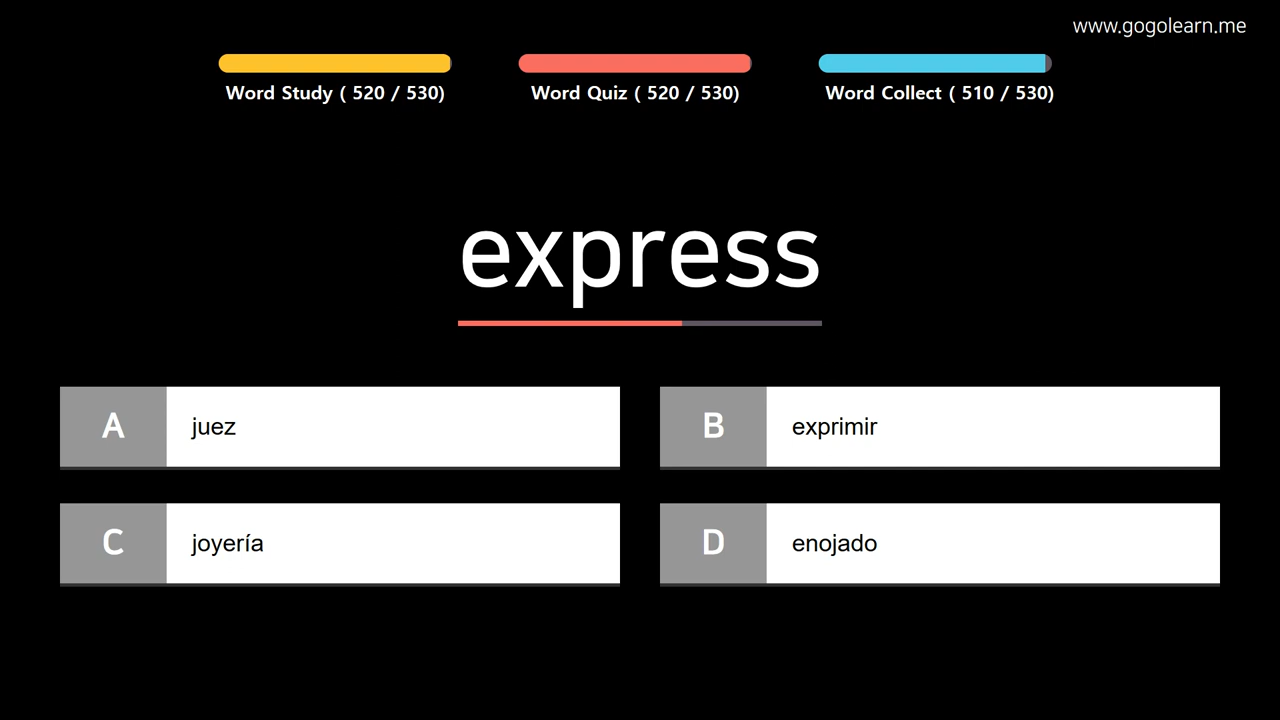 www.gogolearn.me
Word Study ( 520 / 530)
Word Quiz ( 520 / 530)
Word Collect ( 510 / 530)
express
A juez
B exprimir
C joyería
D enojado